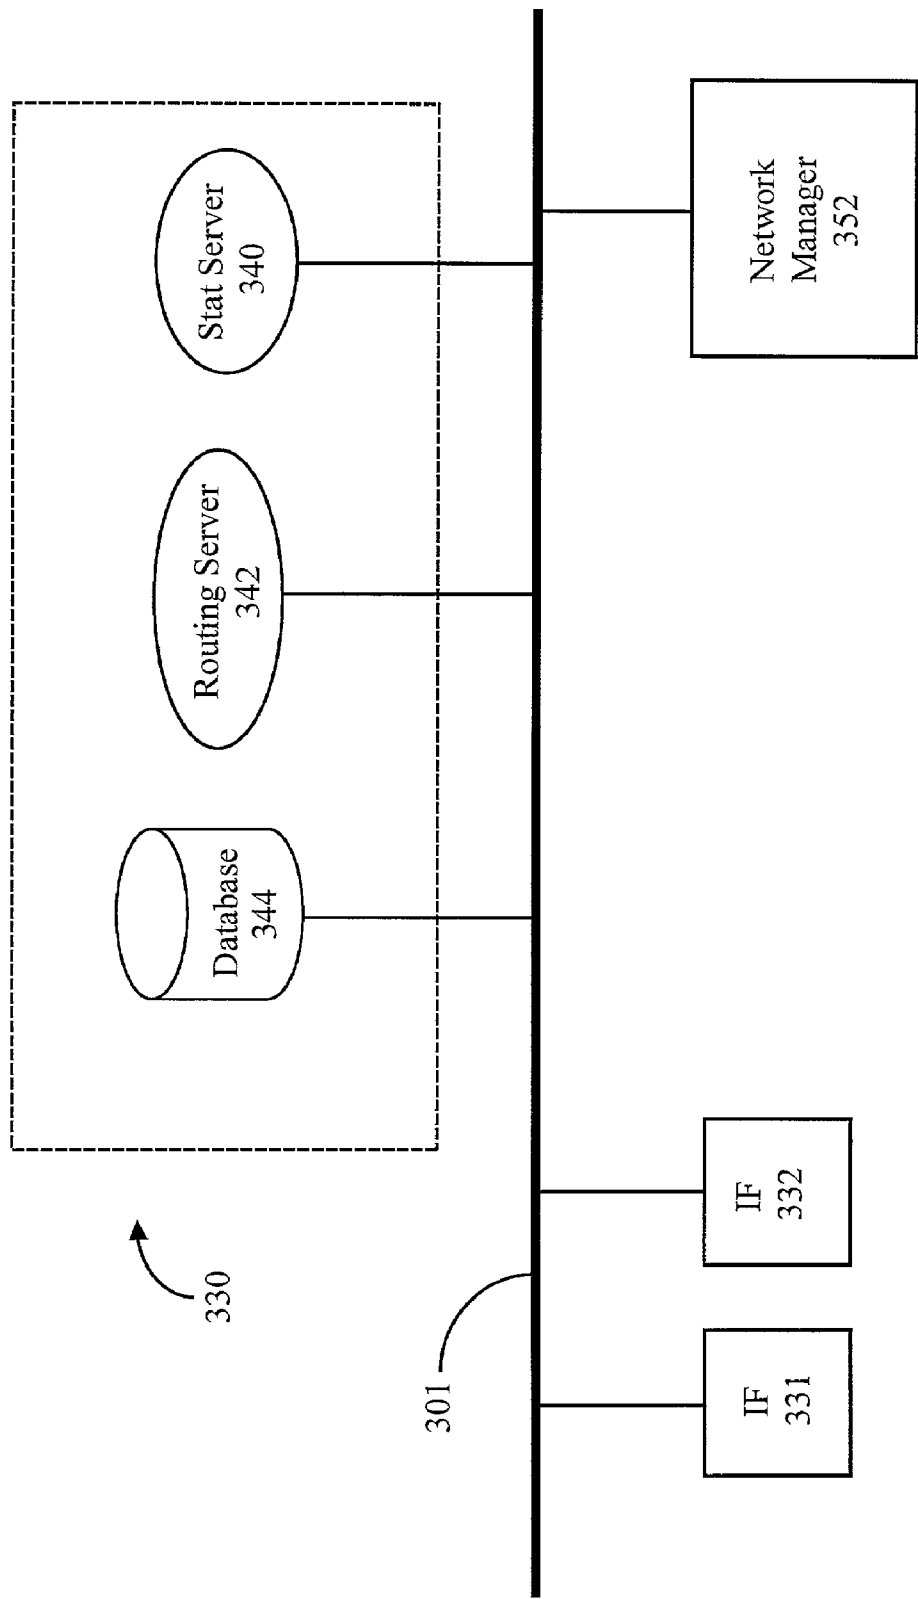 330
Database
344
Routing Server
342
Stat Server
340
301
IF
331
IF
332
Network
Manager
352